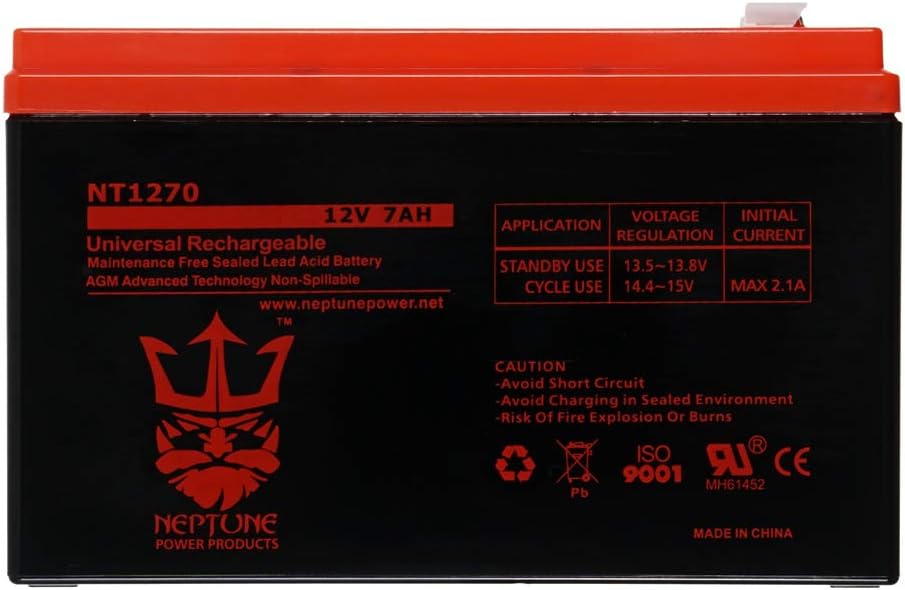 NT1270
12V 7AH
Universal Rechargeable
Maintenance Free Sealed Lead Acid Battery
AGM Advanced Technology Non-Spillable
www.neptunepower.net
TM
NEPTUNE
POWER PRODUCTS
APPLICATION VOLTAGE REGULATION INITIAL CURRENT
STANDBY USE 13.5~13.8V
CYCLE USE 14.4~15V MAX 2.1A
CAUTION
-Avoid Short Circuit
-Avoid Charging in Sealed Environment
-Risk Of Fire Explosion Or Burns
Pb
ISO
9001
RU®
MH61452
CE
MADE IN CHINA